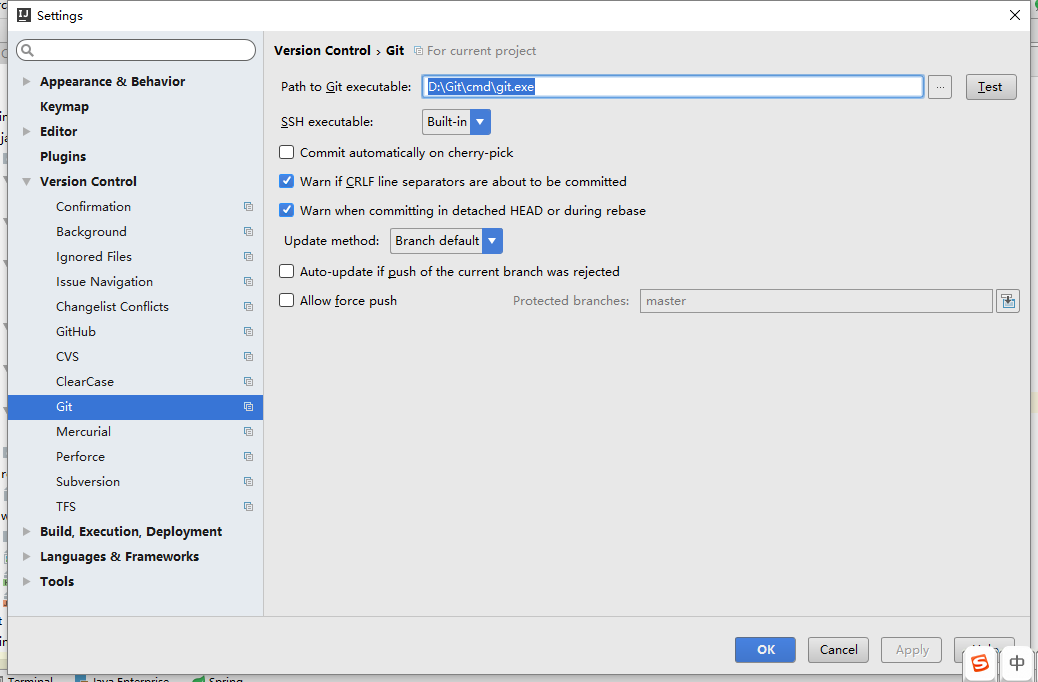 Settings
Version Control › Git For current project
Appearance & Behavior
Keymap
Editor
Plugins
Version Control
Confirmation
Background
Ignored Files
Issue Navigation
Changelist Conflicts
GitHub
CVS
ClearCase
Git
Mercurial
Perforce
Subversion
TFS
Build, Execution, Deployment
Languages & Frameworks
Tools
Path to Git executable: D:\Git\cmd\git.exe ... Test
SSH executable: Built-in
Commit automatically on cherry-pick
Warn if CRLF line separators are about to be committed
Warn when committing in detached HEAD or during rebase
Update method: Branch default
Auto-update if push of the current branch was rejected
Allow force push Protected branches: master
OK Cancel Apply
中
Terminal Java Enterprise Spring